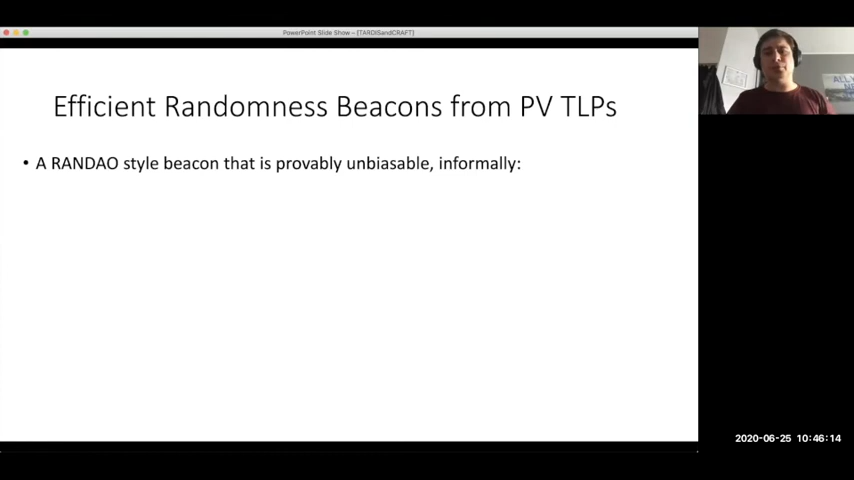 PowerPoint Slide Show – [TARDISandCRAFT]
Efficient Randomness Beacons from PV TLPs
• A RANDAO style beacon that is provably unbiasable, informally:
2020-06-25 10:46:14